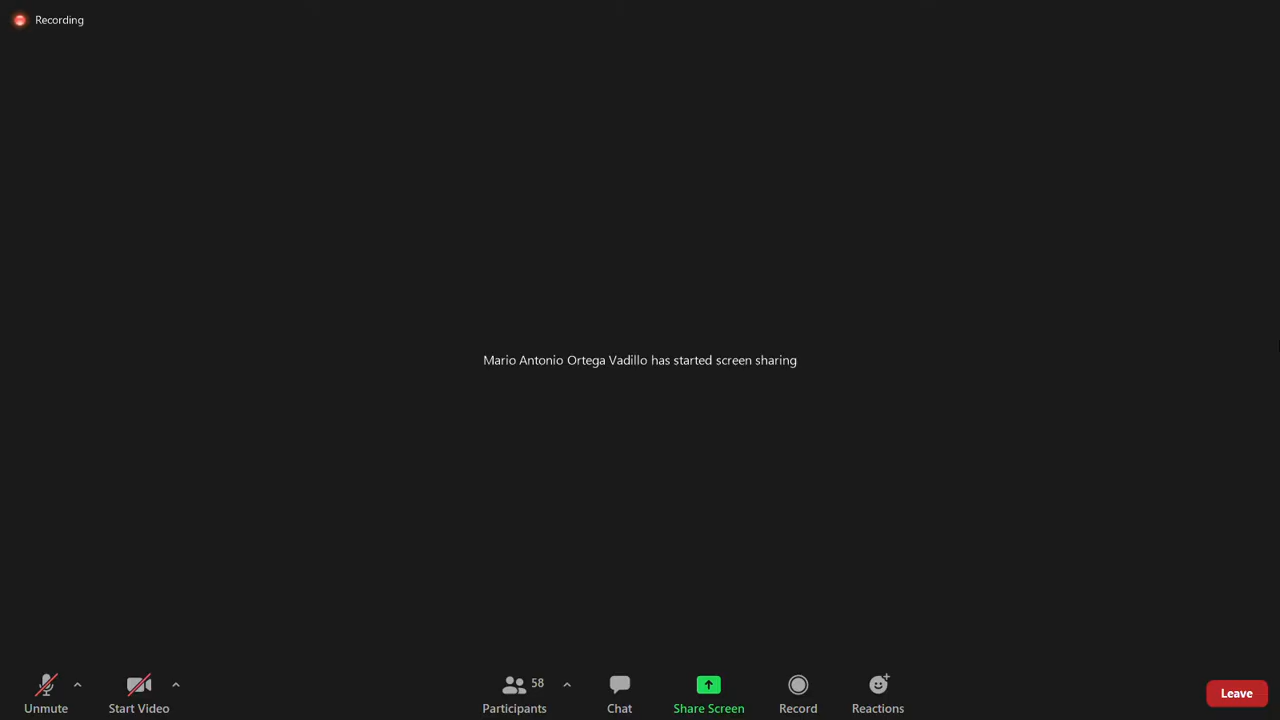 Recording
Mario Antonio Ortega Vadillo has started screen sharing
58
Unmute
Start Video
Participants
Chat
Share Screen
Record
Reactions
Leave